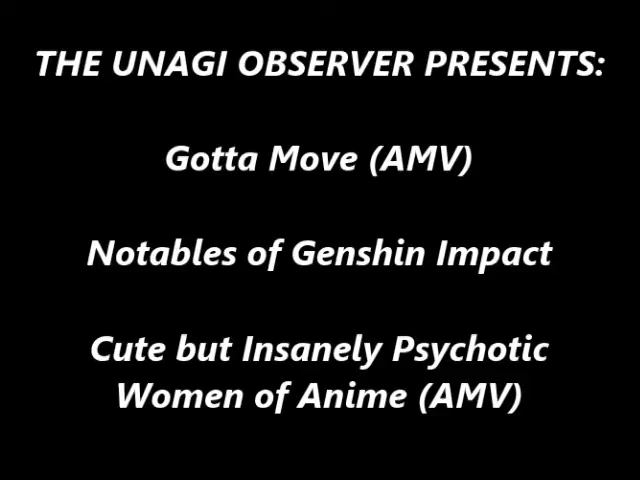 THE UNAGI OBSERVER PRESENTS:
Gotta Move (AMV)
Notables of Genshin Impact
Cute but Insanely Psychotic
Women of Anime (AMV)